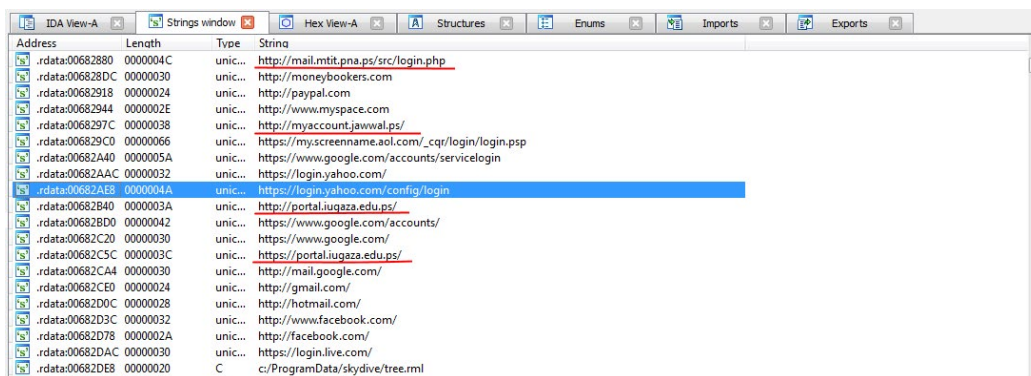 IDA View-A Strings window Hex View-A Structures Enums Imports Exports
Address Length Type String
.rdata:00682880 0000004C unic... http://mail.mtit.pna.ps/src/login.php
.rdata:006828DC 00000030 unic... http://moneybookers.com
.rdata:00682918 00000024 unic... http://paypal.com
.rdata:00682944 0000002E unic... http://www.myspace.com
.rdata:0068297C 00000038 unic... http://myaccount.jawwal.ps/
.rdata:006829C0 00000066 unic... https://my.screenname.aol.com/_cqr/login/login.psp
.rdata:00682A40 0000005A unic... https://www.google.com/accounts/servicelogin
.rdata:00682AAC 00000032 unic... https://login.yahoo.com/
.rdata:00682AE8 0000004A unic... https://login.yahoo.com/config/login
.rdata:00682B40 0000003A unic... http://portal.iugaza.edu.ps/
.rdata:00682BD0 00000042 unic... https://www.google.com/accounts/
.rdata:00682C20 00000030 unic... https://www.google.com/
.rdata:00682C5C 0000003C unic... https://portal.iugaza.edu.ps/
.rdata:00682CA4 00000030 unic... http://mail.google.com/
.rdata:00682CE0 00000024 unic... http://gmail.com/
.rdata:00682D0C 00000028 unic... http://hotmail.com/
.rdata:00682D3C 00000032 unic... http://www.facebook.com/
.rdata:00682D78 0000002A unic... http://facebook.com/
.rdata:00682DAC 00000030 unic... https://login.live.com/
.rdata:00682DE8 00000020 C c:/ProgramData/skydive/tree.rml